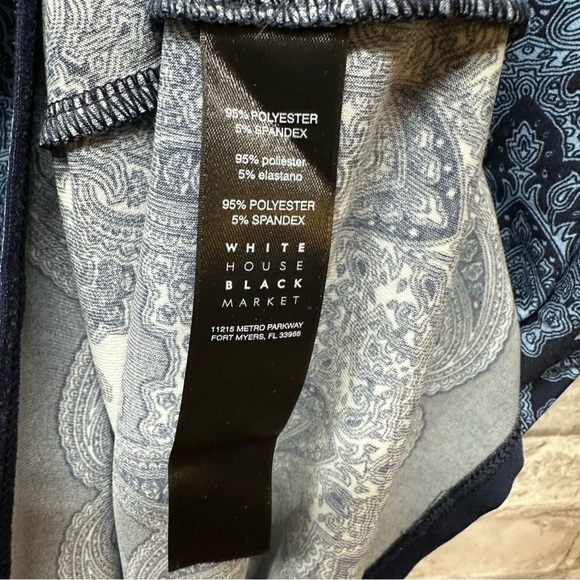 95% POLYESTER
5% SPANDEX
95% poliéster
5% elastano
95% POLYESTER
5% SPANDEX
WHITE
HOUSE
BLACK
MARKET
11215 METRO PARKWAY
FORT MYERS, FL 33966